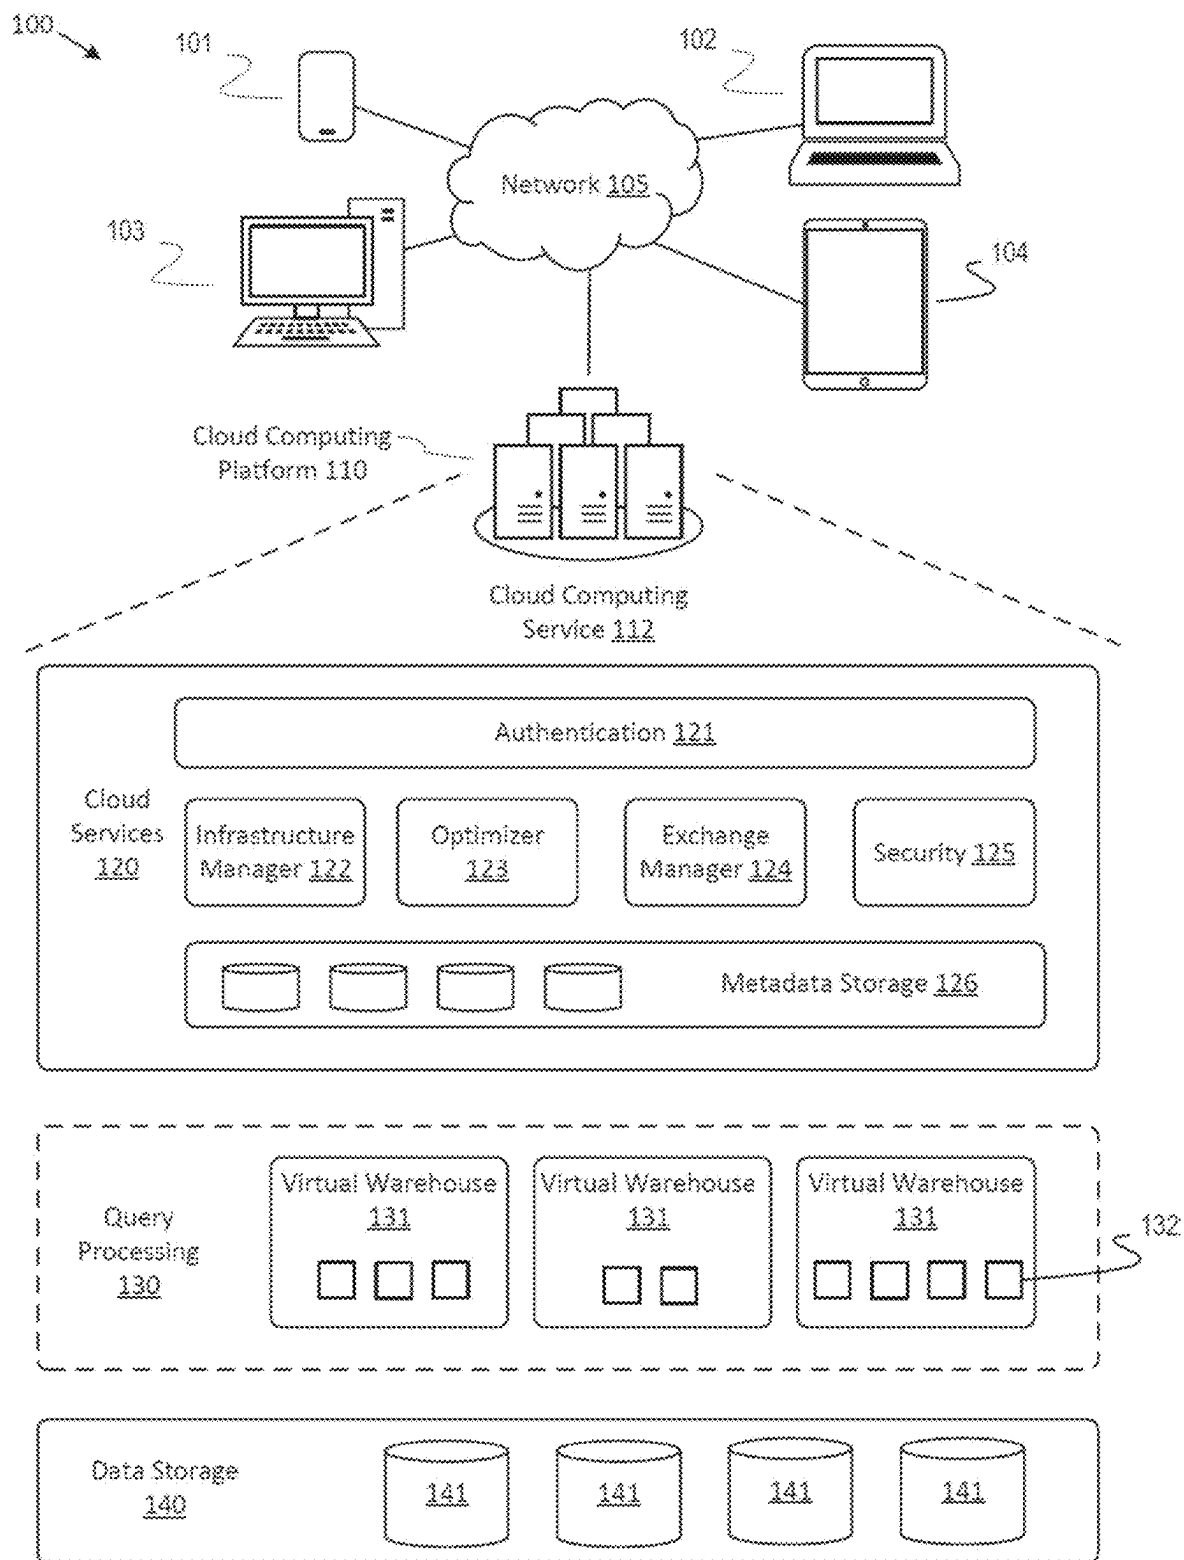 100
101
102
Network 105
103
104
Cloud Computing
Platform 110
Cloud Computing
Service 112
Authentication 121
Cloud
Services
120
Infrastructure
Manager 122
Optimizer
123
Exchange
Manager 124
Security 125
Metadata Storage 126
Query
Processing
130
Virtual Warehouse
131
Virtual Warehouse
131
Virtual Warehouse
131
132
Data Storage
140
141
141
141
141